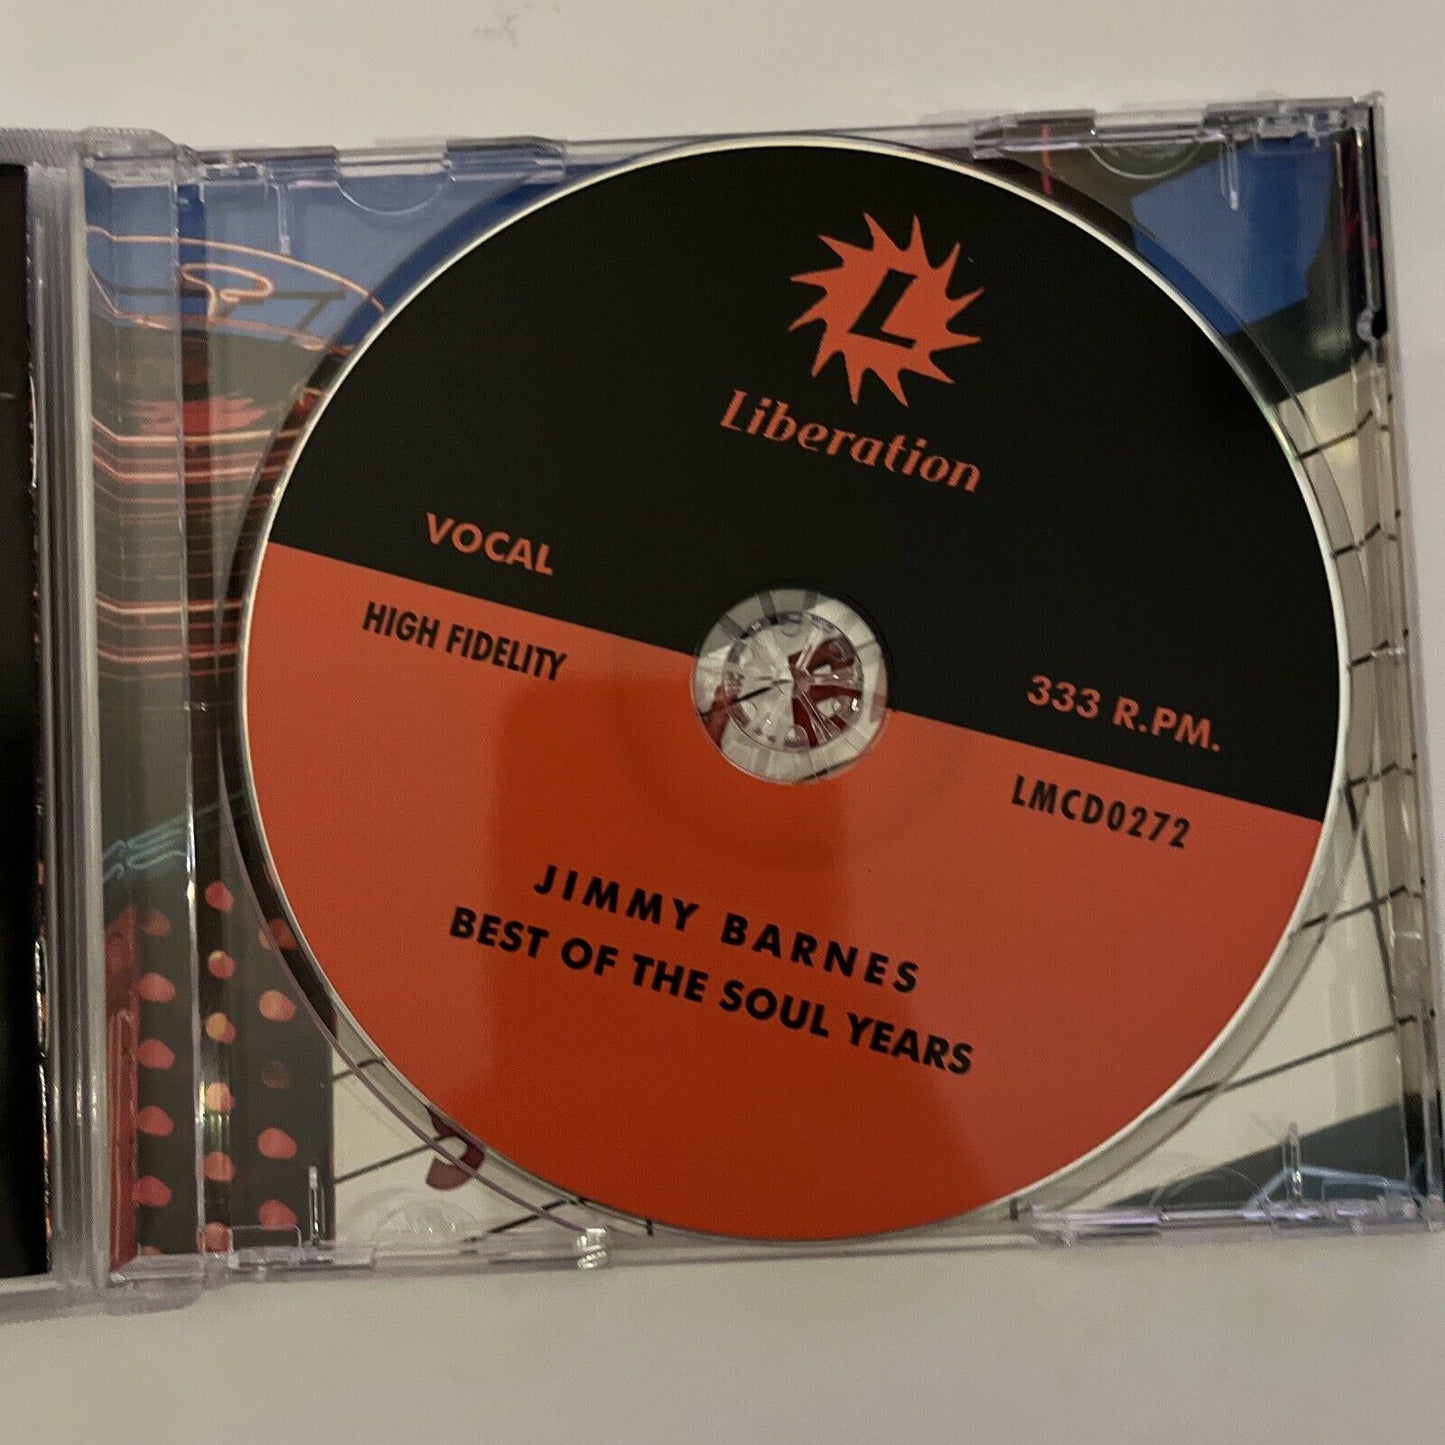 L
Liberation
VOCAL
HIGH FIDELITY
333 R.PM.
LMCD0272
JIMMY BARNES
BEST OF THE SOUL YEARS